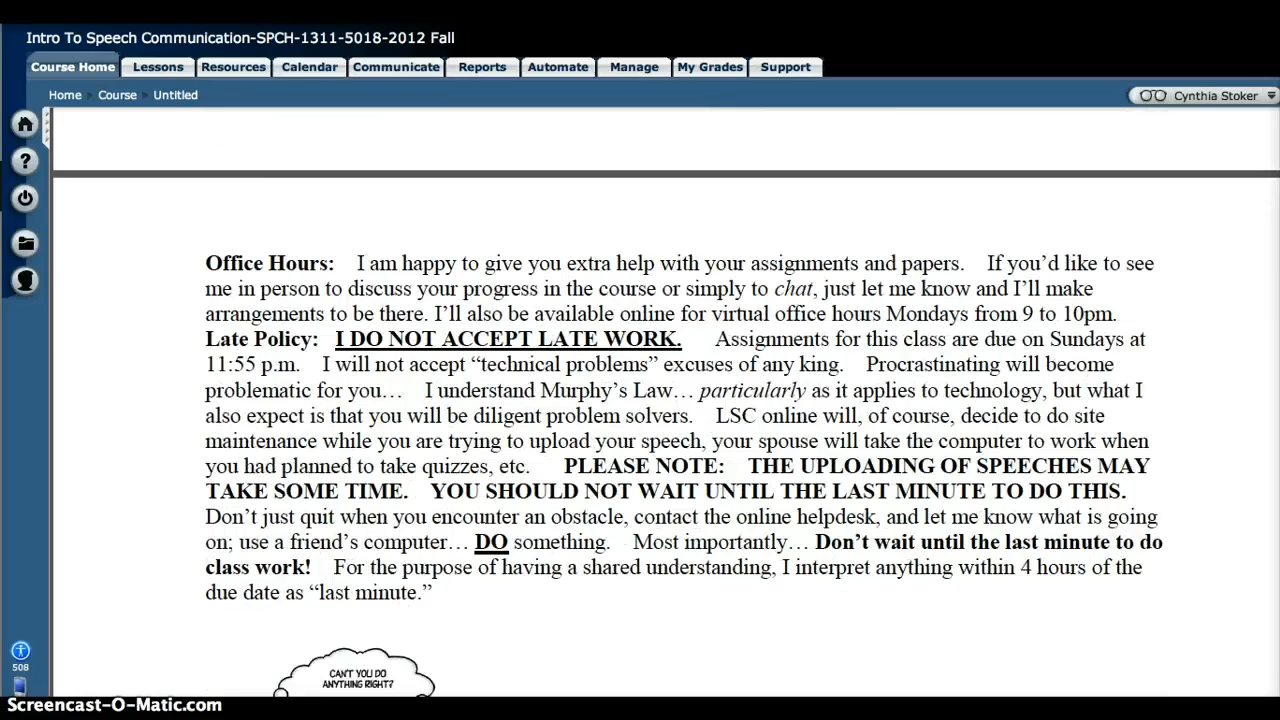 Intro To Speech Communication-SPCH-1311-5018-2012 Fall
Course Home Lessons Resources Calendar Communicate Reports Automate Manage My Grades Support
Home Course Untitled
Cynthia Stoker
Office Hours: I am happy to give you extra help with your assignments and papers. If you'd like to see
me in person to discuss your progress in the course or simply to chat, just let me know and I'll make
arrangements to be there. I'll also be available online for virtual office hours Mondays from 9 to 10pm.
Late Policy: I DO NOT ACCEPT LATE WORK. Assignments for this class are due on Sundays at
11:55 p.m. I will not accept “technical problems” excuses of any king. Procrastinating will become
problematic for you… I understand Murphy's Law… particularly as it applies to technology, but what I
also expect is that you will be diligent problem solvers. LSC online will, of course, decide to do site
maintenance while you are trying to upload your speech, your spouse will take the computer to work when
you had planned to take quizzes, etc. PLEASE NOTE: THE UPLOADING OF SPEECHES MAY
TAKE SOME TIME. YOU SHOULD NOT WAIT UNTIL THE LAST MINUTE TO DO THIS.
Don't just quit when you encounter an obstacle, contact the online helpdesk, and let me know what is going
on; use a friend's computer… DO something. Most importantly… Don't wait until the last minute to do
class work! For the purpose of having a shared understanding, I interpret anything within 4 hours of the
due date as “last minute.”
CAN'T YOU DO
ANYTHING RIGHT?
508
Screencast-O-Matic.com